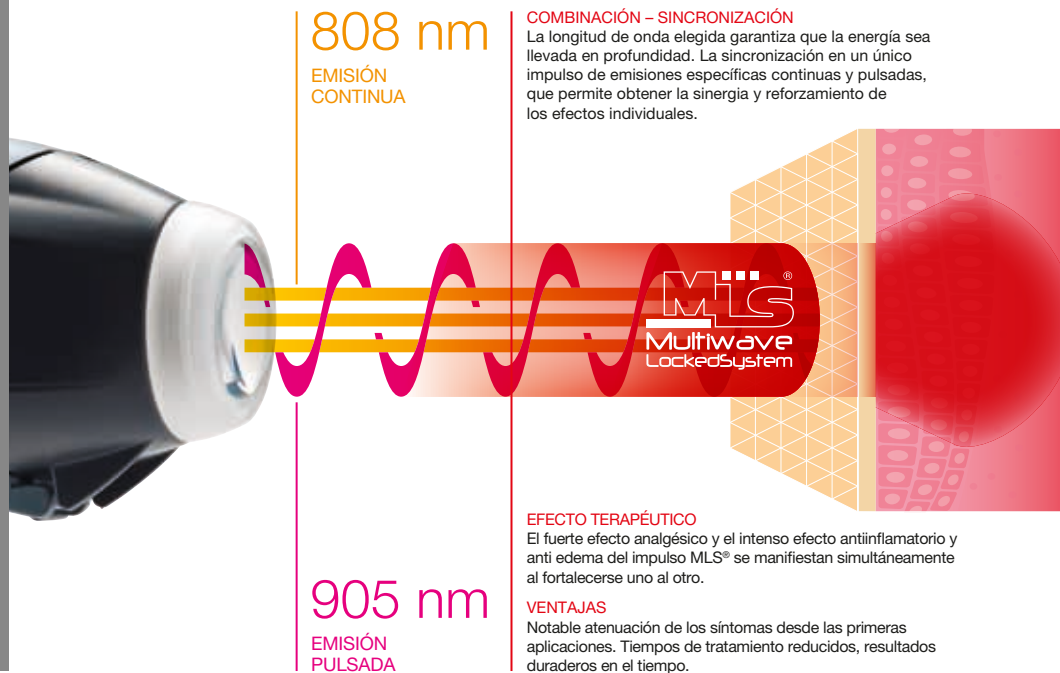 808 nm
EMISIÓN
CONTINUA
COMBINACIÓN – SINCRONIZACIÓN
La longitud de onda elegida garantiza que la energía sea
llevada en profundidad. La sincronización en un único
impulso de emisiones específicas continuas y pulsadas,
que permite obtener la sinergia y reforzamiento de
los efectos individuales.
MLS®
Multiwave
LockedSystem
EFECTO TERAPÉUTICO
El fuerte efecto analgésico y el intenso efecto antiinflamatorio y
anti edema del impulso MLS® se manifiestan simultáneamente
al fortalecerse uno al otro.
905 nm
EMISIÓN
PULSADA
VENTAJAS
Notable atenuación de los síntomas desde las primeras
aplicaciones. Tiempos de tratamiento reducidos, resultados
duraderos en el tiempo.